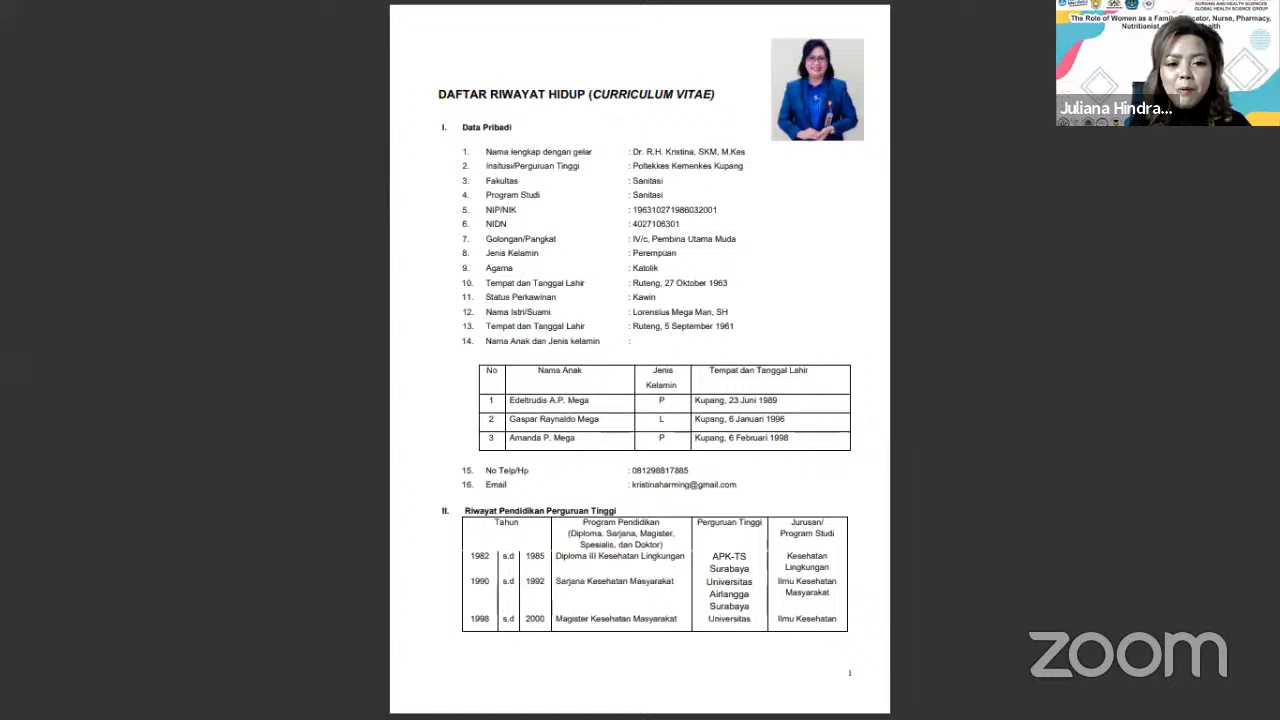 DAFTAR RIWAYAT HIDUP (CURRICULUM VITAE)
I. Data Pribadi
1. Nama lengkap dengan gelar : Dr. R.H. Kristina, SKM, M.Kes
2. Insitusi/Perguruan Tinggi : Poltekkes Kemenkes Kupang
3. Fakultas : Sanitasi
4. Program Studi : Sanitasi
5. NIP/NIK : 196310271986032001
6. NIDN : 4027106301
7. Golongan/Pangkat : IV/c, Pembina Utama Muda
8. Jenis Kelamin : Perempuan
9. Agama : Katolik
10. Tempat dan Tanggal Lahir : Ruteng, 27 Oktober 1963
11. Status Perkawinan : Kawin
12. Nama Istri/Suami : Lorensius Mega Man, SH
13. Tempat dan Tanggal Lahir : Ruteng, 5 September 1961
14. Nama Anak dan Jenis kelamin :
No Nama Anak Jenis Kelamin Tempat dan Tanggal Lahir
1 Edeltrudis A.P. Mega P Kupang, 23 Juni 1989
2 Gaspar Raynaldo Mega L Kupang, 6 Januari 1996
3 Amanda P. Mega P Kupang, 6 Februari 1998
15. No Telp/Hp : 081298817885
16. Email : kristinaharming@gmail.com
II. Riwayat Pendidikan Perguruan Tinggi
Tahun Program Pendidikan (Diploma, Sarjana, Magister, Spesialis, dan Doktor) Perguruan Tinggi Jurusan/ Program Studi
1982 s.d 1985 Diploma III Kesehatan Lingkungan APK-TS Surabaya Kesehatan Lingkungan
1990 s.d 1992 Sarjana Kesehatan Masyarakat Universitas Airlangga Surabaya Ilmu Kesehatan Masyarakat
1998 s.d 2000 Magister Kesehatan Masyarakat Universitas Ilmu Kesehatan
1
NURSING AND HEALTH SCIENCES
GLOBAL HEALTH SCIENCE GROUP
The Role of Women as a Family Nurse, Pharmacy,
Nutritionist
Juliana Hindra...
zoom